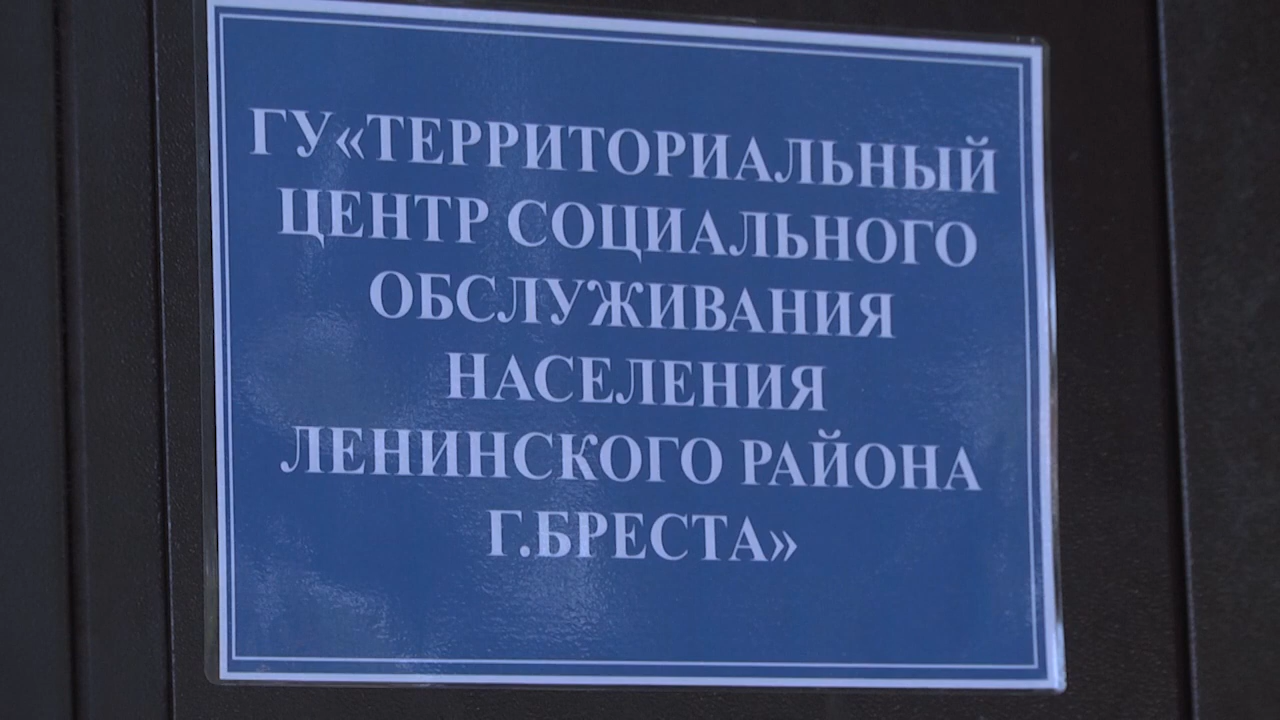 ГУ«ТЕРРИТОРИАЛЬНЫЙ
ЦЕНТР СОЦИАЛЬНОГО
ОБСЛУЖИВАНИЯ
НАСЕЛЕНИЯ
ЛЕНИНСКОГО РАЙОНА
Г.БРЕСТА»